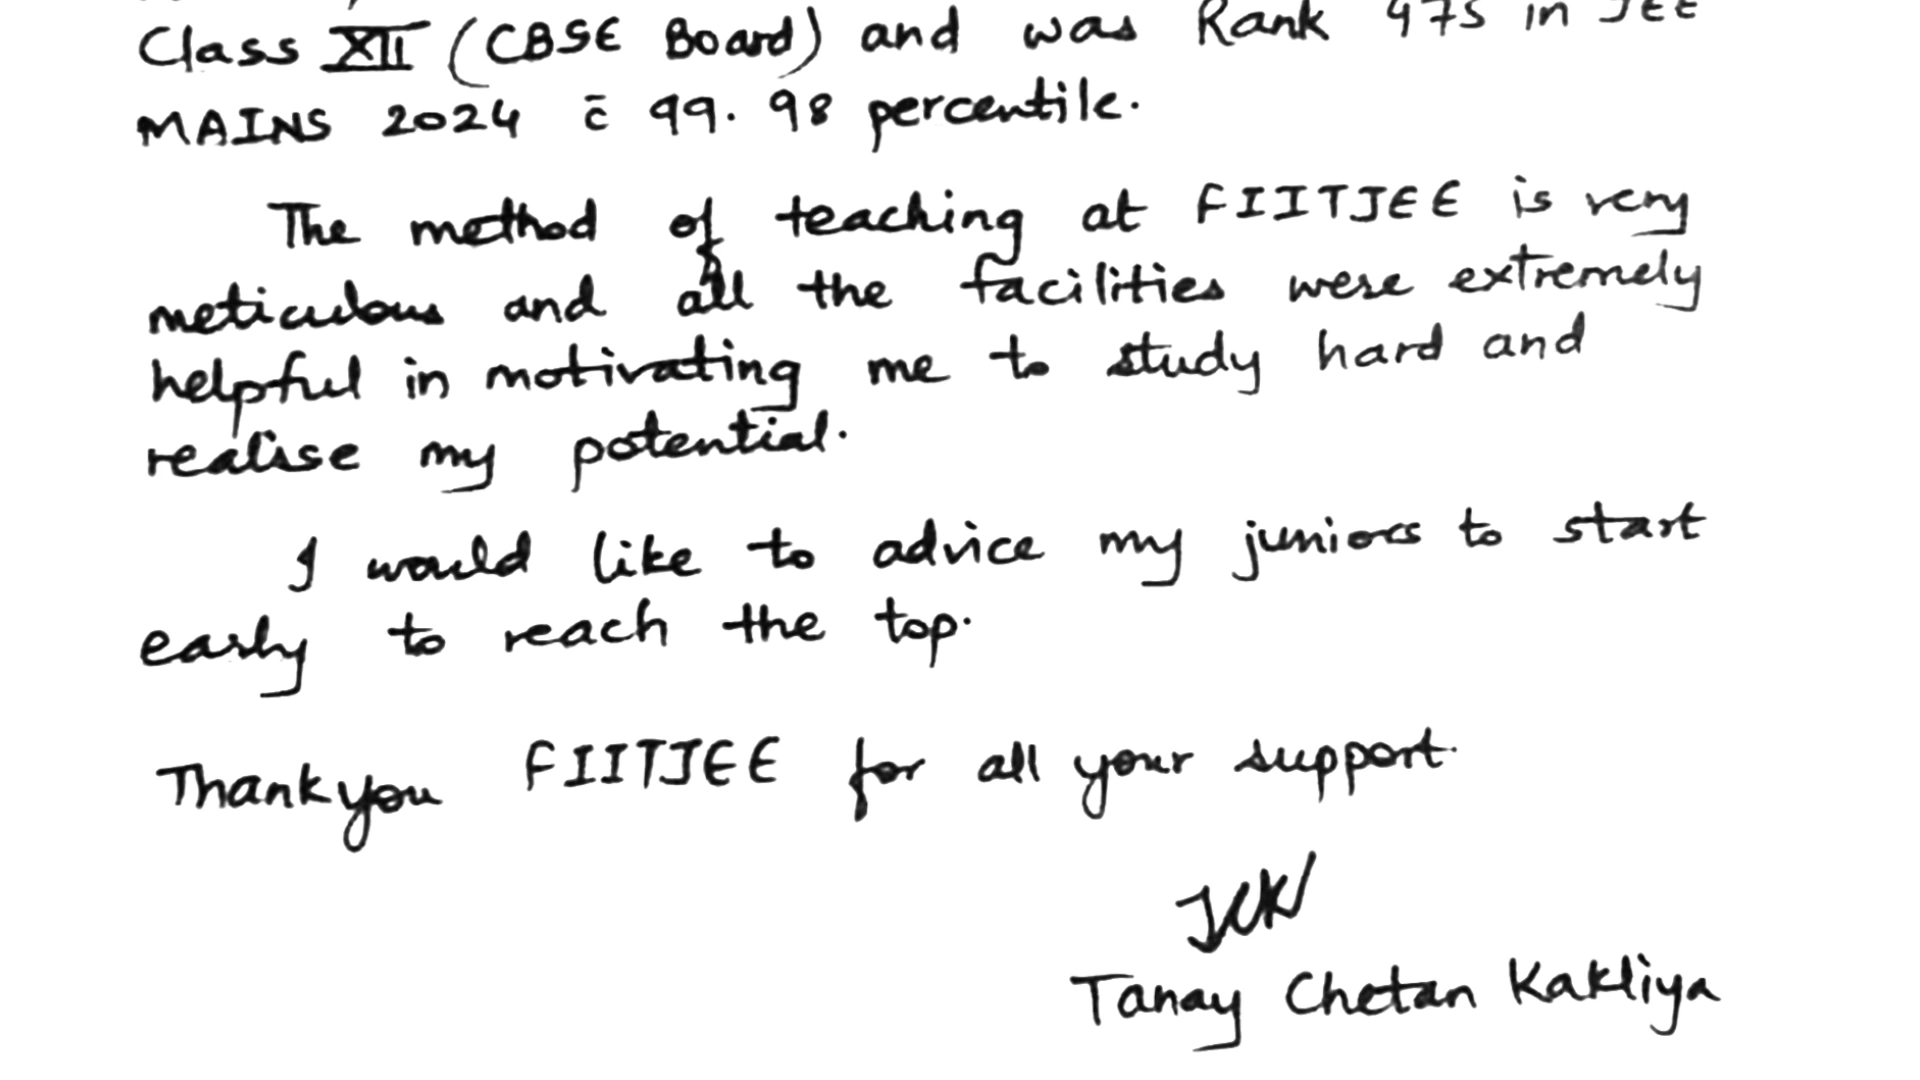 Class XII (CBSE Board) and was Rank 475 in JEE
MAINS 2024 c̄ 99.98 percentile.
The method of teaching at FIITJEE is very
meticulous and all the facilities were extremely
helpful in motivating me to study hard and
realise my potential.
I would like to advice my juniors to start
early to reach the top.
Thankyou FIITJEE for all your support.
TCK
Tanay Chetan Kakliya